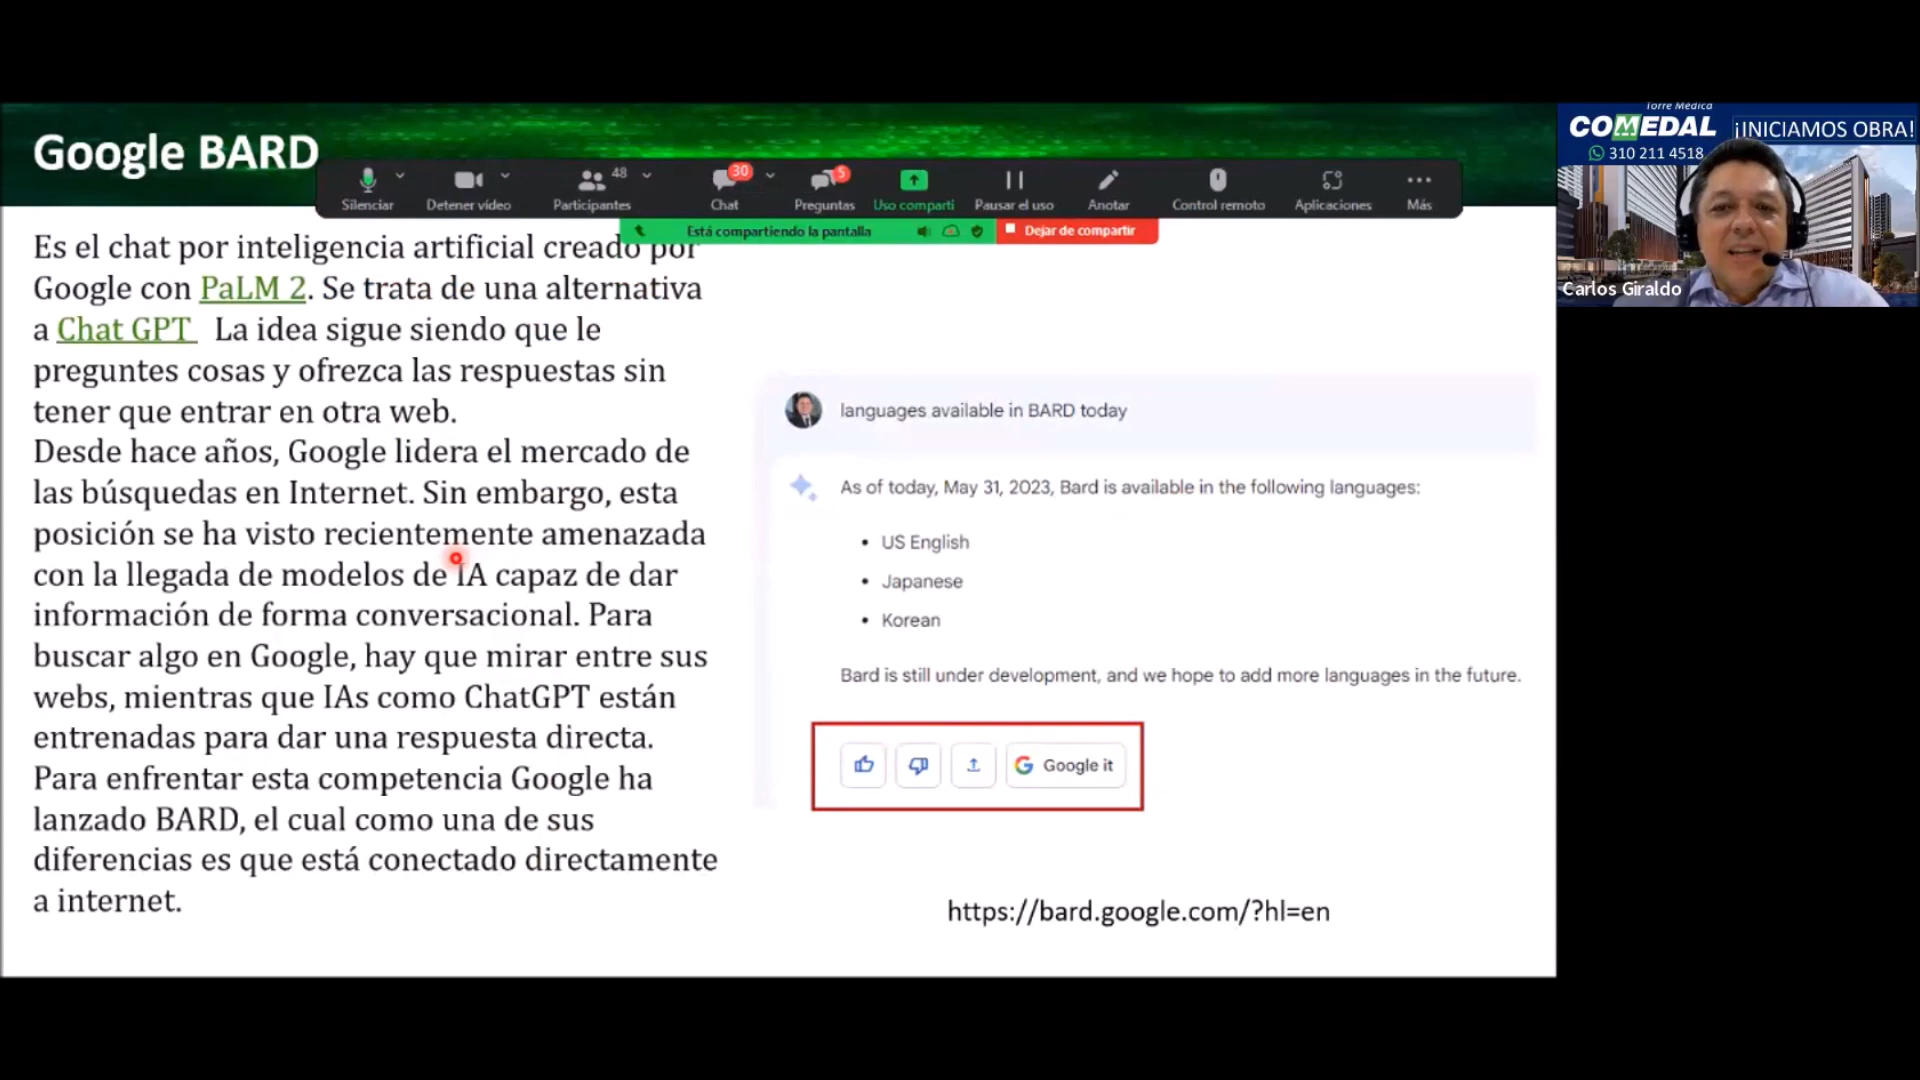 Google BARD
Silenciar
Detener vídeo
48
Participantes
30
Chat
5
Preguntas
Uso comparti
Pausar el uso
Anotar
Control remoto
Aplicaciones
Más
Está compartiendo la pantalla
Dejar de compartir
Es el chat por inteligencia artificial creado por
Google con PaLM 2. Se trata de una alternativa
a Chat GPT La idea sigue siendo que le
preguntes cosas y ofrezca las respuestas sin
tener que entrar en otra web.
Desde hace años, Google lidera el mercado de
las búsquedas en Internet. Sin embargo, esta
posición se ha visto recientemente amenazada
con la llegada de modelos de IA capaz de dar
información de forma conversacional. Para
buscar algo en Google, hay que mirar entre sus
webs, mientras que IAs como ChatGPT están
entrenadas para dar una respuesta directa.
Para enfrentar esta competencia Google ha
lanzado BARD, el cual como una de sus
diferencias es que está conectado directamente
a internet.
languages available in BARD today
As of today, May 31, 2023, Bard is available in the following languages:
• US English
• Japanese
• Korean
Bard is still under development, and we hope to add more languages in the future.
Google it
https://bard.google.com/?hl=en
Torre Médica
COMEDAL
¡INICIAMOS OBRA!
310 211 4518
Carlos Giraldo